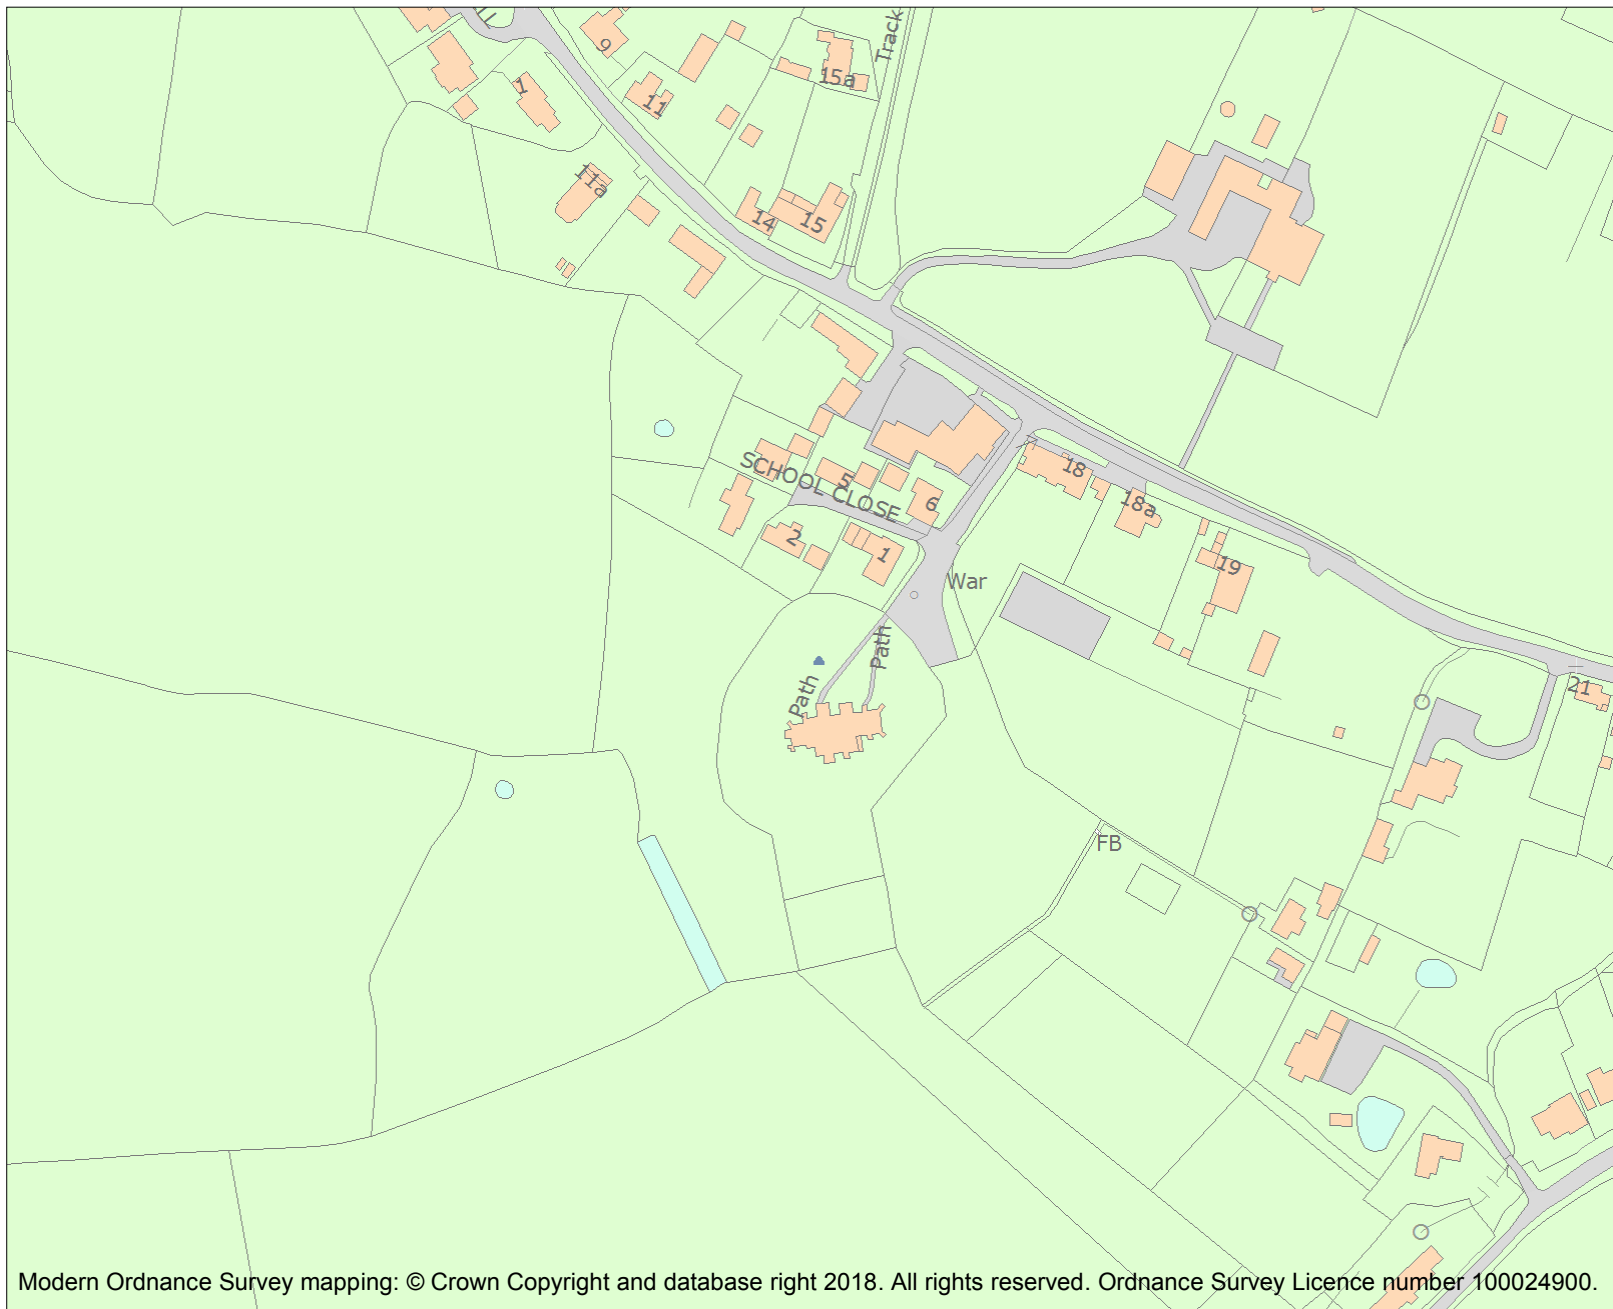 Track
9
15a
1
11
11a
14
15
18
SCHOOL CLOSE
5
18a
6
2
1
19
War
Path
Path
21
FB
Modern Ordnance Survey mapping: © Crown Copyright and database right 2018. All rights reserved. Ordnance Survey Licence number 100024900.